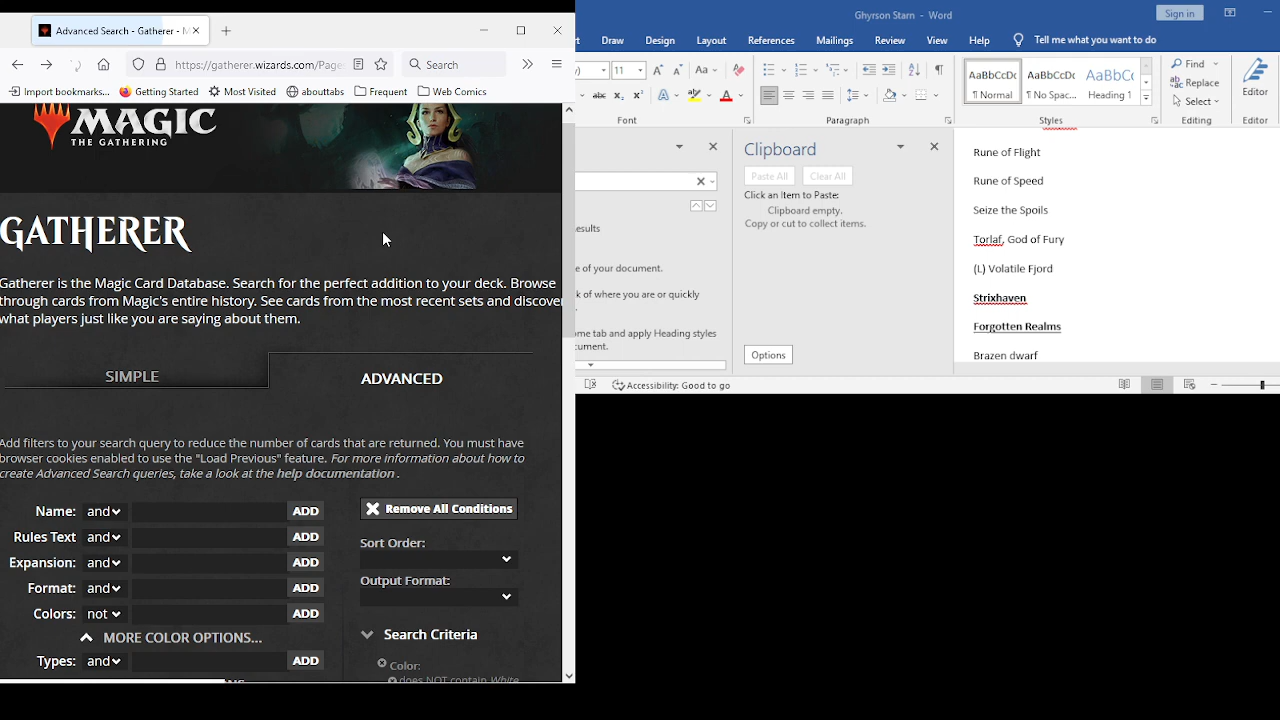 Advanced Search - Gatherer - M
https://gatherer.wizards.com/Page
Search
Import bookmarks...
Getting Started
Most Visited
abouttabs
Frequent
Web Com
MAGIC
THE GATHERING
GATHERER
Gatherer is the Magic Card Database. Search for the perfect addition to your deck. Browse
through cards from Magic's entire history. See cards from the most recent sets and discover
what players just like you are saying about them.
SIMPLE
ADVANCED
Add filters to your search query to reduce the number of cards that are returned. You must have
browser cookies enabled to use the "Load Previous" feature. For more information about how to
create Advanced Search queries, take a look at the help documentation .
Name: and ADD
Rules Text and ADD
Expansion: and ADD
Format: and ADD
Colors: not ADD
MORE COLOR OPTIONS...
Types: and ADD
Remove All Conditions
Sort Order:
Output Format:
Search Criteria
Color:
does NOT contain White
Ghyrson Starn - Word
Sign in
Draw
Design
Layout
References
Mailings
Review
View
Help
Tell me what you want to do
11
Aa
abc
x₂
x²
A
AaBbCcDc
AaBbCcDc
AaBbCc
¶ Normal
¶ No Spac...
Heading 1
Find
Replace
Select
Editor
Font
Paragraph
Styles
Editing
Editor
esults
e of your document.
k of where you are or quickly
ome tab and apply Heading styles
cument.
Clipboard
Paste All
Clear All
Click an Item to Paste:
Clipboard empty.
Copy or cut to collect items.
Options
Rune of Flight
Rune of Speed
Seize the Spoils
Torlaf, God of Fury
(L) Volatile Fjord
Strixhaven
Forgotten Realms
Brazen dwarf
Accessibility: Good to go